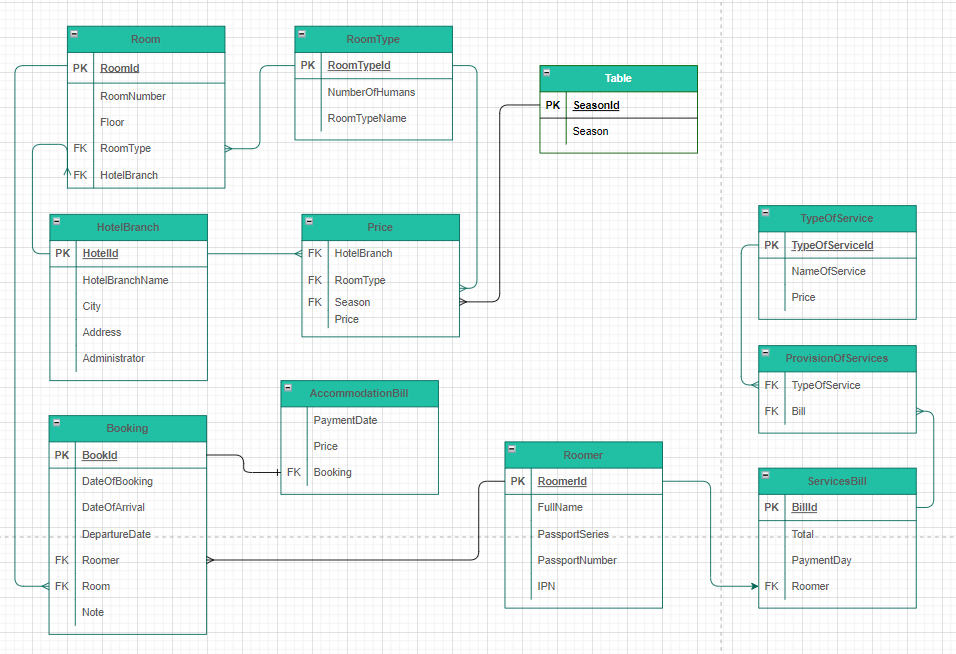 Room
PK RoomId
RoomNumber
Floor
FK RoomType
FK HotelBranch
RoomType
PK RoomTypeId
NumberOfHumans
RoomTypeName
Table
PK SeasonId
Season
HotelBranch
PK HotelId
HotelBranchName
City
Address
Administrator
Price
FK HotelBranch
FK RoomType
FK Season
Price
TypeOfService
PK TypeOfServiceId
NameOfService
Price
ProvisionOfServices
FK TypeOfService
FK Bill
AccommodationBill
PaymentDate
Price
FK Booking
Booking
PK BookId
DateOfBooking
DateOfArrival
DepartureDate
FK Roomer
FK Room
Note
Roomer
PK RoomerId
FullName
PassportSeries
PassportNumber
IPN
ServicesBill
PK BillId
Total
PaymentDay
FK Roomer